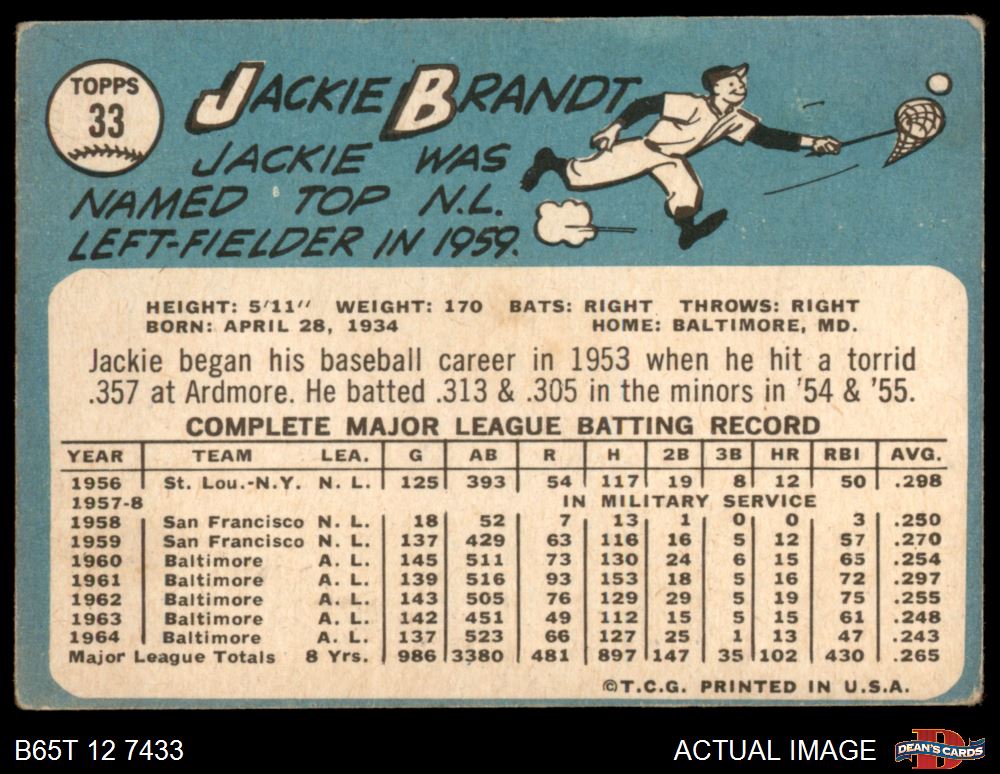 TOPPS
33
JACKIE BRANDT
JACKIE WAS
NAMED TOP N.L.
LEFT-FIELDER IN 1959.
HEIGHT: 5'11" WEIGHT: 170 BATS: RIGHT THROWS: RIGHT
BORN: APRIL 28, 1934 HOME: BALTIMORE, MD.
Jackie began his baseball career in 1953 when he hit a torrid
.357 at Ardmore. He batted .313 & .305 in the minors in '54 & '55.
COMPLETE MAJOR LEAGUE BATTING RECORD
YEAR TEAM LEA. G AB R H 2B 3B HR RBI AVG.
1956 St. Lou.-N.Y. N. L. 125 393 54 117 19 8 12 50 .298
1957-8 IN MILITARY SERVICE
1958 San Francisco N. L. 18 52 7 13 1 0 0 3 .250
1959 San Francisco N. L. 137 429 63 116 16 5 12 57 .270
1960 Baltimore A. L. 145 511 73 130 24 6 15 65 .254
1961 Baltimore A. L. 139 516 93 153 18 5 16 72 .297
1962 Baltimore A. L. 143 505 76 129 29 5 19 75 .255
1963 Baltimore A. L. 142 451 49 112 15 5 15 61 .248
1964 Baltimore A. L. 137 523 66 127 25 1 13 47 .243
Major League Totals 8 Yrs. 986 3380 481 897 147 35 102 430 .265
©T.C.G. PRINTED IN U.S.A.
B65T 12 7433 ACTUAL IMAGE
D
DEAN'S CARDS